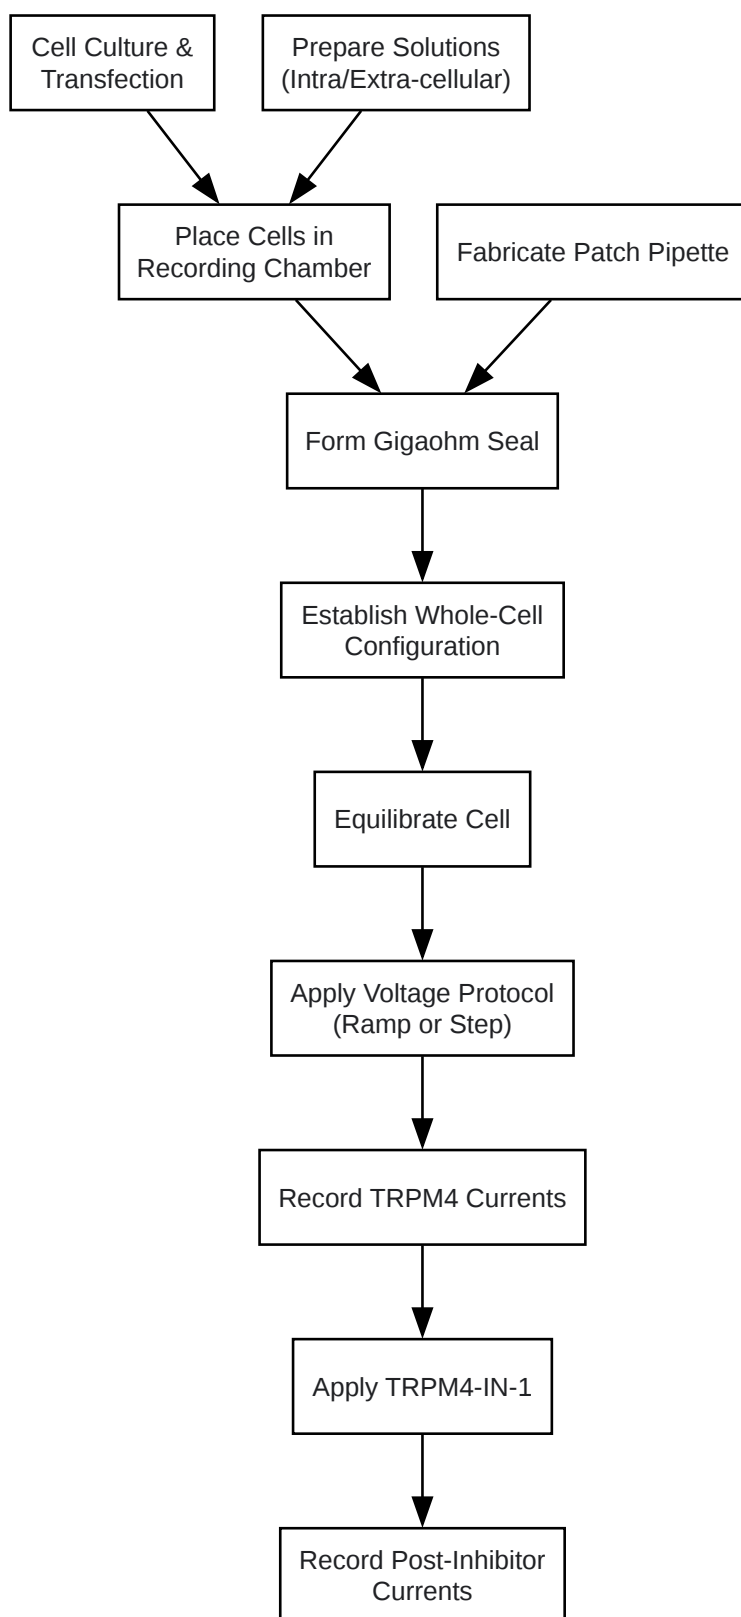 Cell Culture &
Transfection
Prepare Solutions
(Intra/Extra-cellular)
Place Cells in
Recording Chamber
Fabricate Patch Pipette
Form Gigaohm Seal
Establish Whole-Cell
Configuration
Equilibrate Cell
Apply Voltage Protocol
(Ramp or Step)
Record TRPM4 Currents
Apply TRPM4-IN-1
Record Post-Inhibitor
Currents